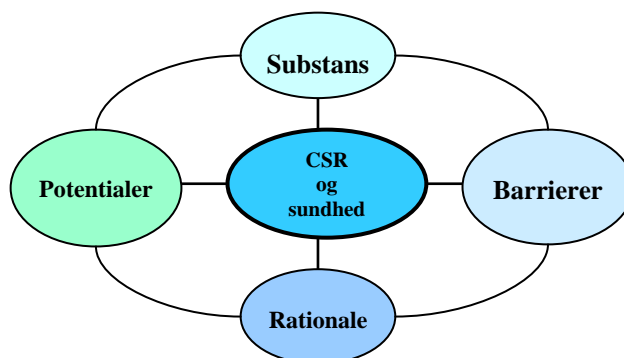 Substans
Potentialer
CSR
og
sundhed
Barrierer
Rationale